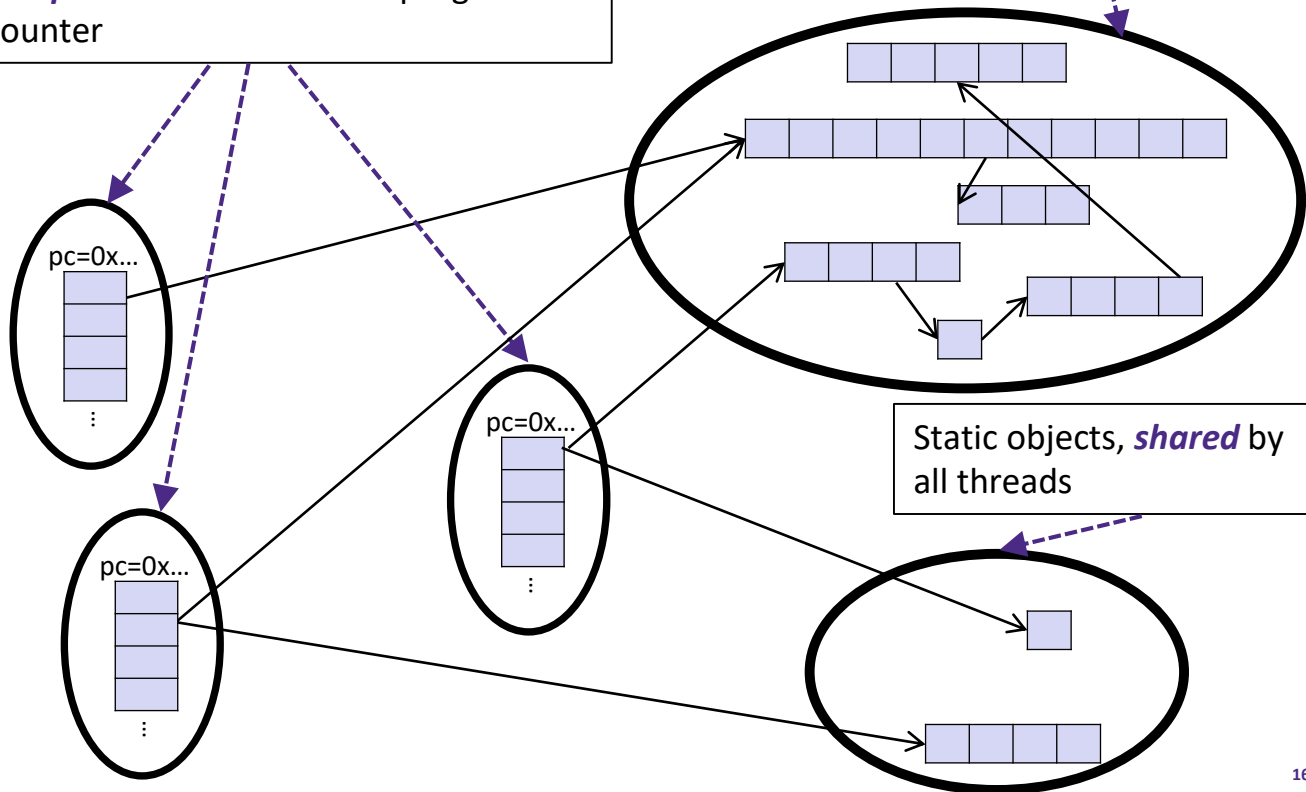 ounter
pc=0x...
pc=0x...
pc=0x...
Static objects, shared by
all threads
16